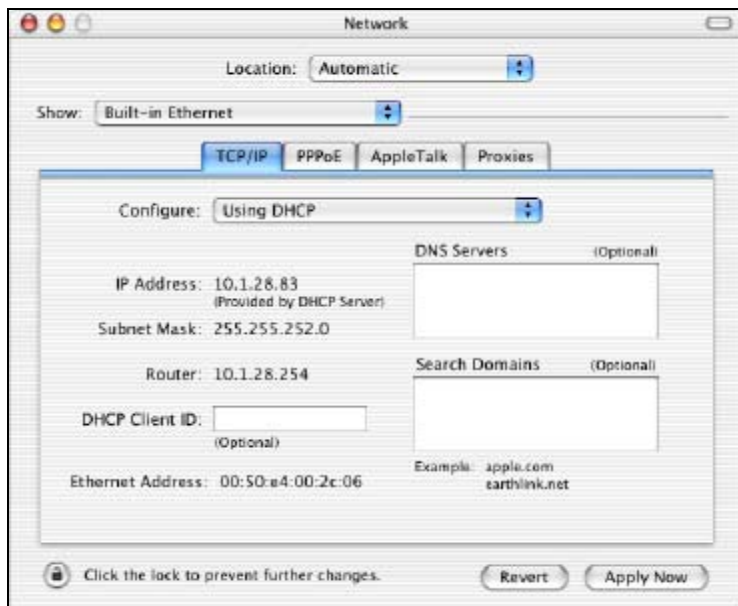 Network
Location: Automatic
Show: Built-in Ethernet
TCP/IP PPPoE AppleTalk Proxies
Configure: Using DHCP
DNS Servers (Optional)
IP Address: 10.1.28.83
(Provided by DHCP Server)
Subnet Mask: 255.255.252.0
Router: 10.1.28.254
Search Domains (Optional)
DHCP Client ID:
(Optional)
Example: apple.com
earthlink.net
Ethernet Address: 00:50:e4:00:2c:06
Click the lock to prevent further changes.
Revert Apply Now